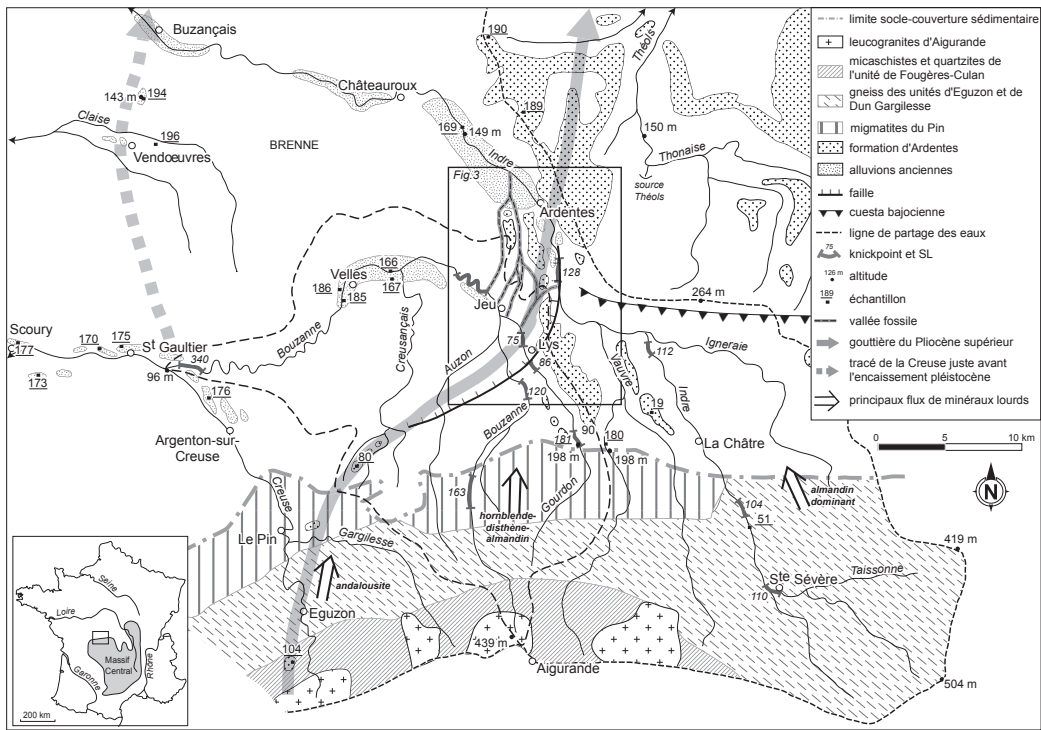 190
Théols
Buzançais
Châteauroux
194
143 m
189
Claise
196
169
149 m
150 m
BRENNE
Indre
Vendœuvres
Thonaise
Fig.3
source
Théols
Ardentes
166
Velles
128
186
167
185
264 m
Jeu
Scoury
Bouzanne
Creusançais
170
175
St Gaultier
75
Lys
Igneraie
177
340
Auzon
112
86
96 m
Vauvre
173
120
Indre
176
Bouzanne
19
Argenton-sur-
Creuse
90
181
180
La Châtre
80
198 m
198 m
Creuse
163
Gourdon
almandin
dominant
hornblende-
disthène-
almandin
104
51
Le Pin
Gargilesse
419 m
andalousite
Ste Sévère
Taissonne
110
Eguzon
439 m
104
Aigurande
504 m
limite socle-couverture sédimentaire
leucogranites d'Aigurande
micaschistes et quartzites de
l'unité de Fougères-Culan
gneiss des unités d'Eguzon et de
Dun Gargilesse
migmatites du Pin
formation d'Ardentes
alluvions anciennes
faille
cuesta bajocienne
ligne de partage des eaux
75
knickpoint et SL
126 m
altitude
189
échantillon
vallée fossile
gouttière du Pliocène supérieur
tracé de la Creuse juste avant
l'encaissement pléistocène
principaux flux de minéraux lourds
0 5 10 km
N
Seine
Loire
Massif
Central
Rhône
Garonne
200 km